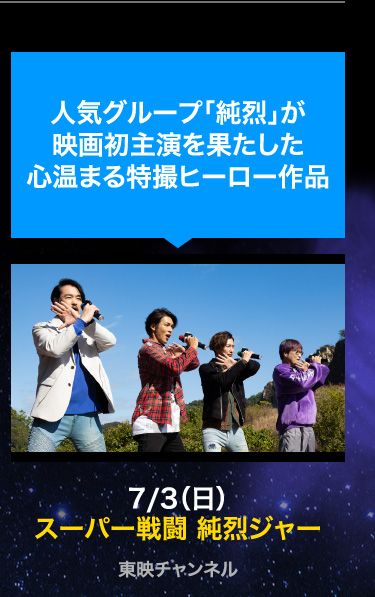 人気グループ「純烈」が
映画初主演を果たした
心温まる特撮ヒーロー作品
7/3(日)
スーパー戦闘 純烈ジャー
東映チャンネル